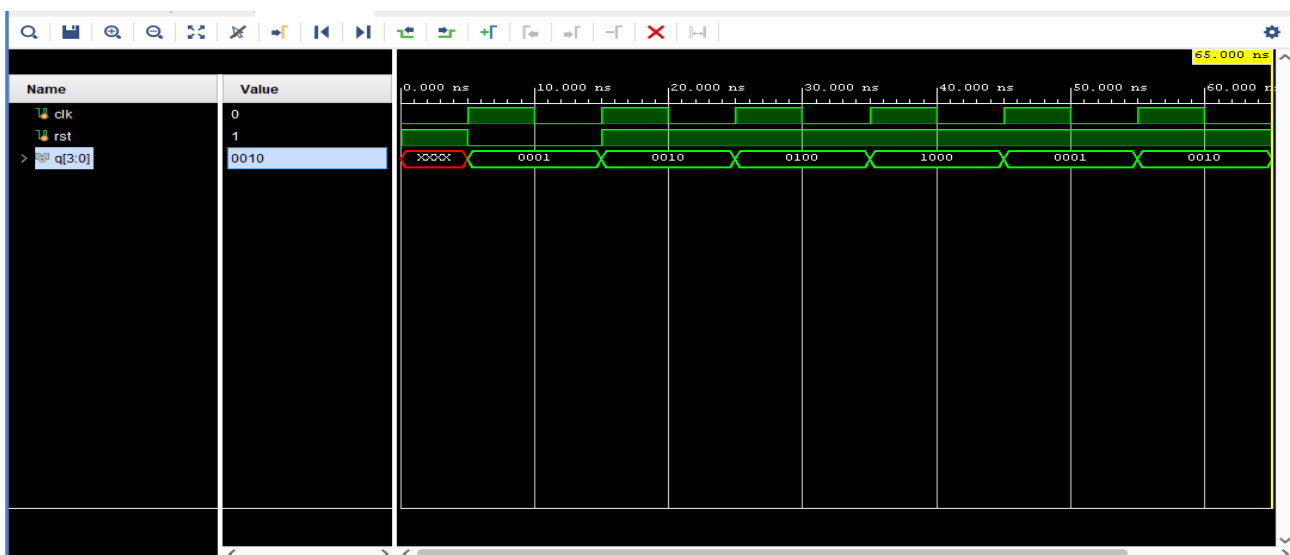 65.000 ns
Name Value 0.000 ns 10.000 ns 20.000 ns 30.000 ns 40.000 ns 50.000 ns 60.000 n
clk 0
rst 1
q[3:0] 0010 XXXX 0001 0010 0100 1000 0001 0010